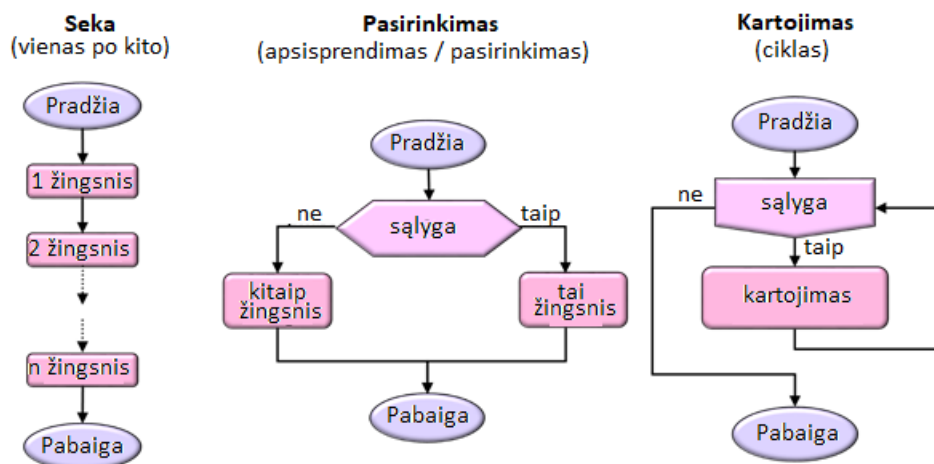 Seka
(vienas po kito)
Pradžia
1 žingsnis
2 žingsnis
n žingsnis
Pabaiga
Pasirinkimas
(apsisprendimas / pasirinkimas)
Pradžia
ne
sąlyga
taip
kitaip
žingsnis
tai
žingsnis
Pabaiga
Kartojimas
(ciklas)
Pradžia
ne
sąlyga
taip
kartojimas
Pabaiga